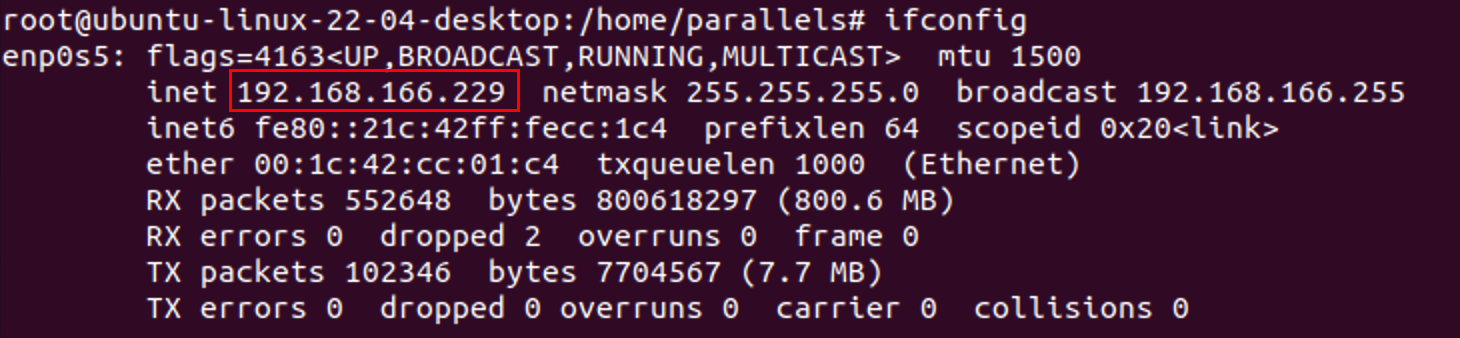 root@ubuntu-linux-22-04-desktop:/home/parallels# ifconfig
enp0s5: flags=4163<UP,BROADCAST,RUNNING,MULTICAST>  mtu 1500
        inet 192.168.166.229  netmask 255.255.255.0  broadcast 192.168.166.255
        inet6 fe80::21c:42ff:fecc:1c4  prefixlen 64  scopeid 0x20<link>
        ether 00:1c:42:cc:01:c4  txqueuelen 1000  (Ethernet)
        RX packets 552648  bytes 800618297 (800.6 MB)
        RX errors 0  dropped 2  overruns 0  frame 0
        TX packets 102346  bytes 7704567 (7.7 MB)
        TX errors 0  dropped 0 overruns 0  carrier 0  collisions 0